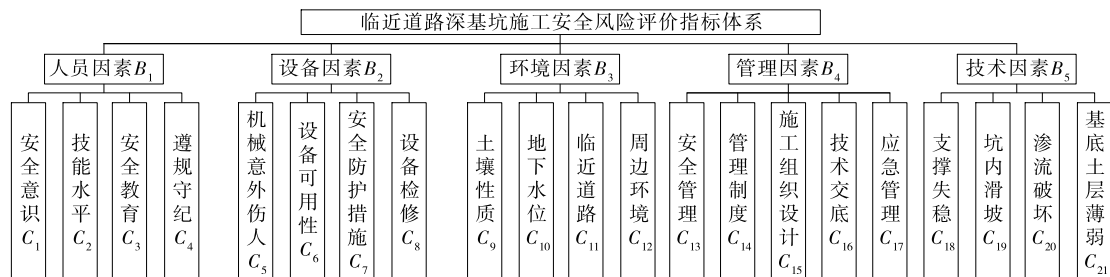 临近道路深基坑施工安全风险评价指标体系
人员因素B₁
设备因素B₂
环境因素B₃
管理因素B₄
技术因素B₅
安全意识C₁
技能水平C₂
安全教育C₃
遵规守纪C₄
机械意外伤人C₅
设备可用性C₆
安全防护措施C₇
设备检修C₈
土壤性质C₉
地下水位C₁₀
临近道路C₁₁
周边环境C₁₂
安全管理C₁₃
管理制度C₁₄
施工组织设计C₁₅
技术交底C₁₆
应急管理C₁₇
支撑失稳C₁₈
坑内滑坡C₁₉
渗流破坏C₂₀
基底土层薄弱C₂₁